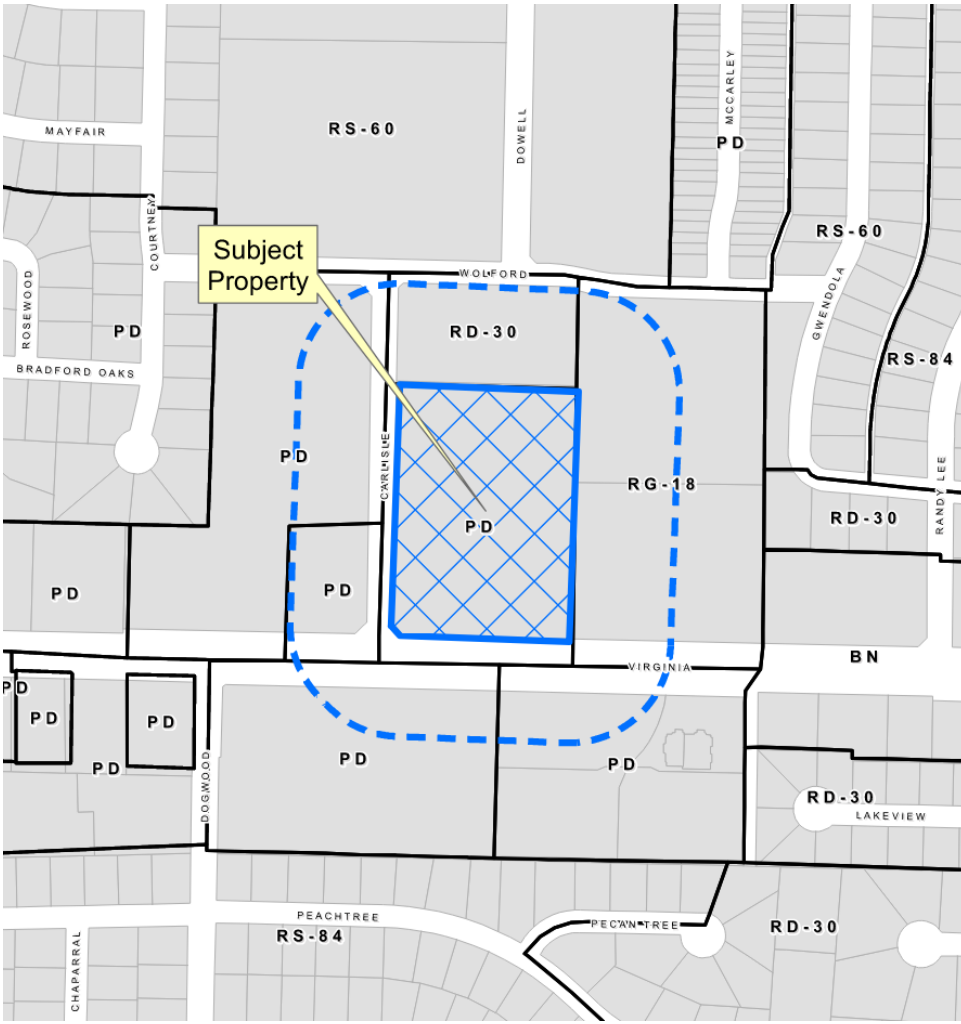 MCCARLEY
DOWELL
RS-60
MAYFAIR
PD
COURTNEY
RS-60
Subject
Property
ROSEWOOD
WOLFORD
GWENDOLA
PD
RD-30
RS-84
BRADFORD OAKS
CARLISLE
PD
RG-18
RANDY LEE
RD-30
PD
PD
PD
BN
VIRGINIA
PD
PD
PD
PD
PD
PD
DOGWOOD
RD-30
LAKEVIEW
PEACHTREE
PECAN TREE
RD-30
RS-84
CHAPARRAL